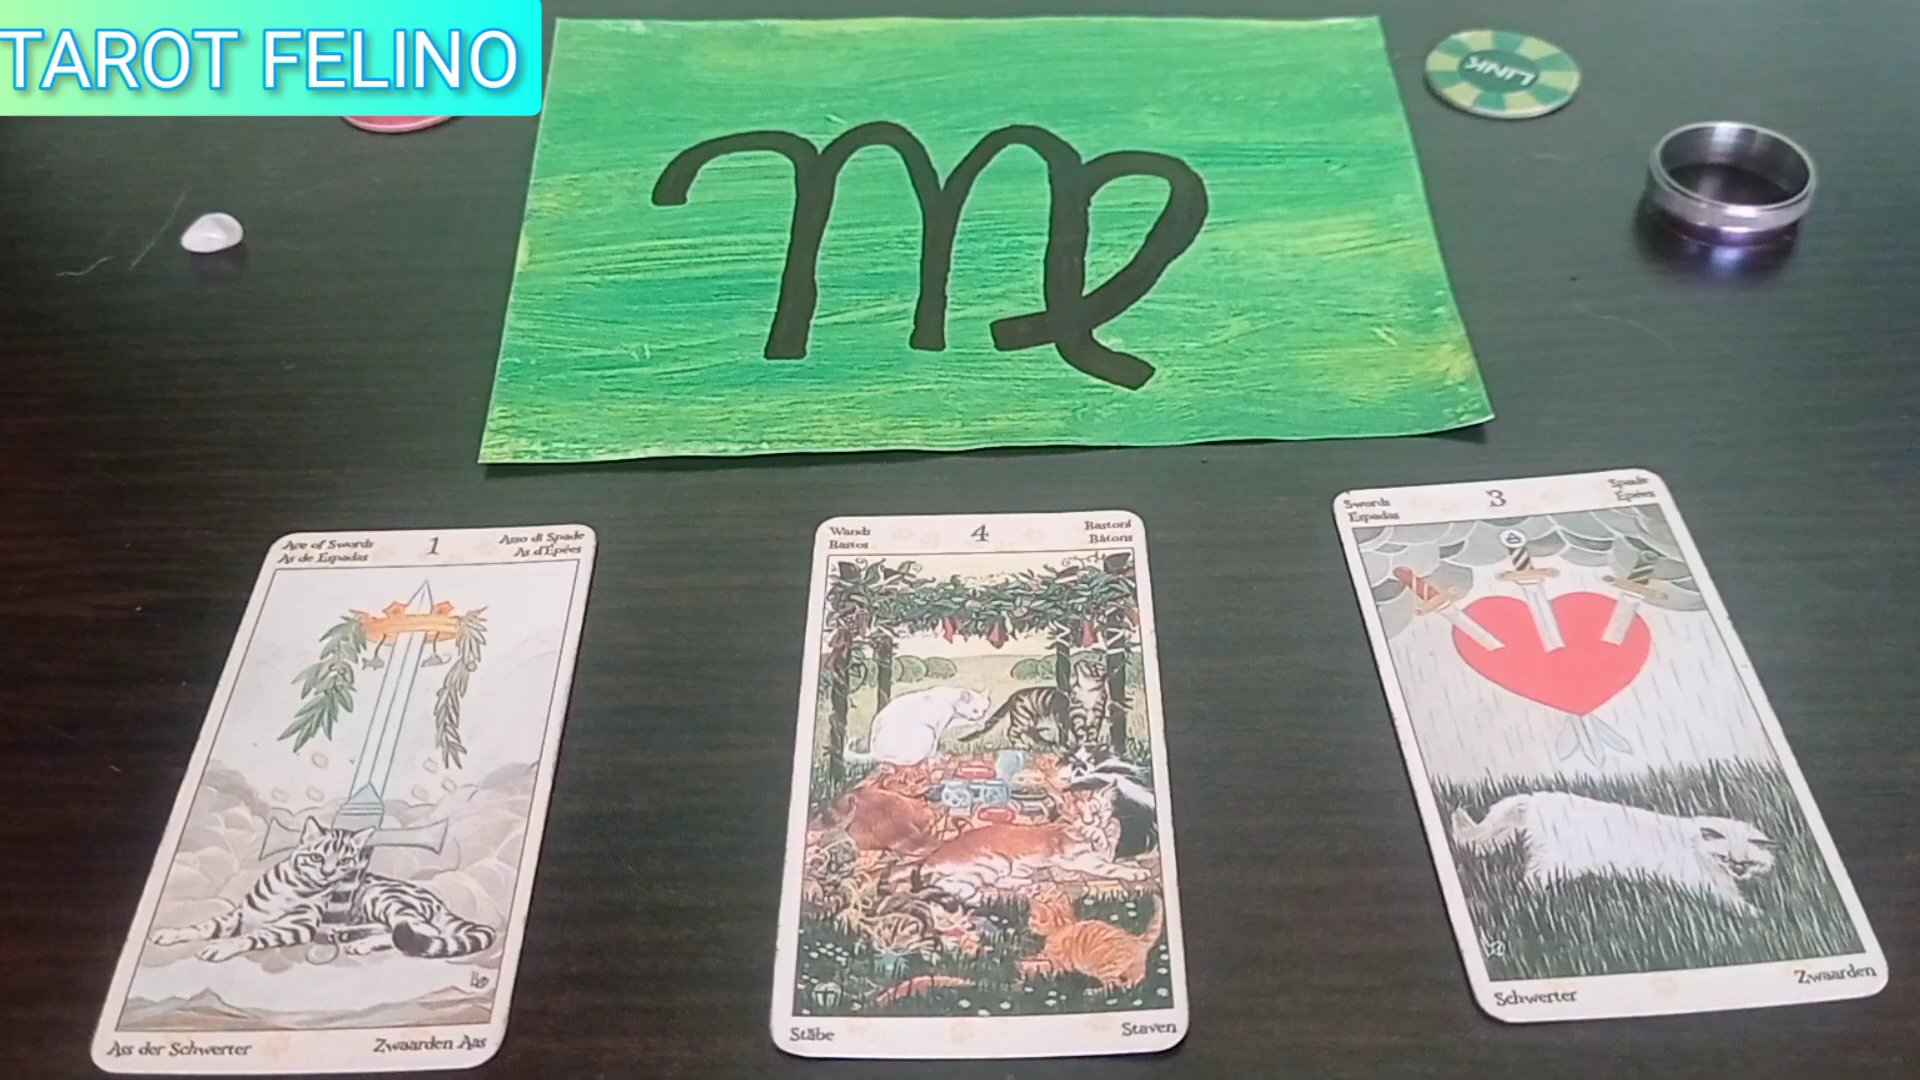 TAROT FELINO
LINK
Ace of Swords
As de Espadas
1
Asso di Spade
As d'Épées
Ass der Schwerter
Zwaarden Aas
Wands
Bastos
4
Bastoni
Bâtons
Stäbe
Staven
Swords
Espadas
3
Spade
Épées
Schwerter
Zwaarden